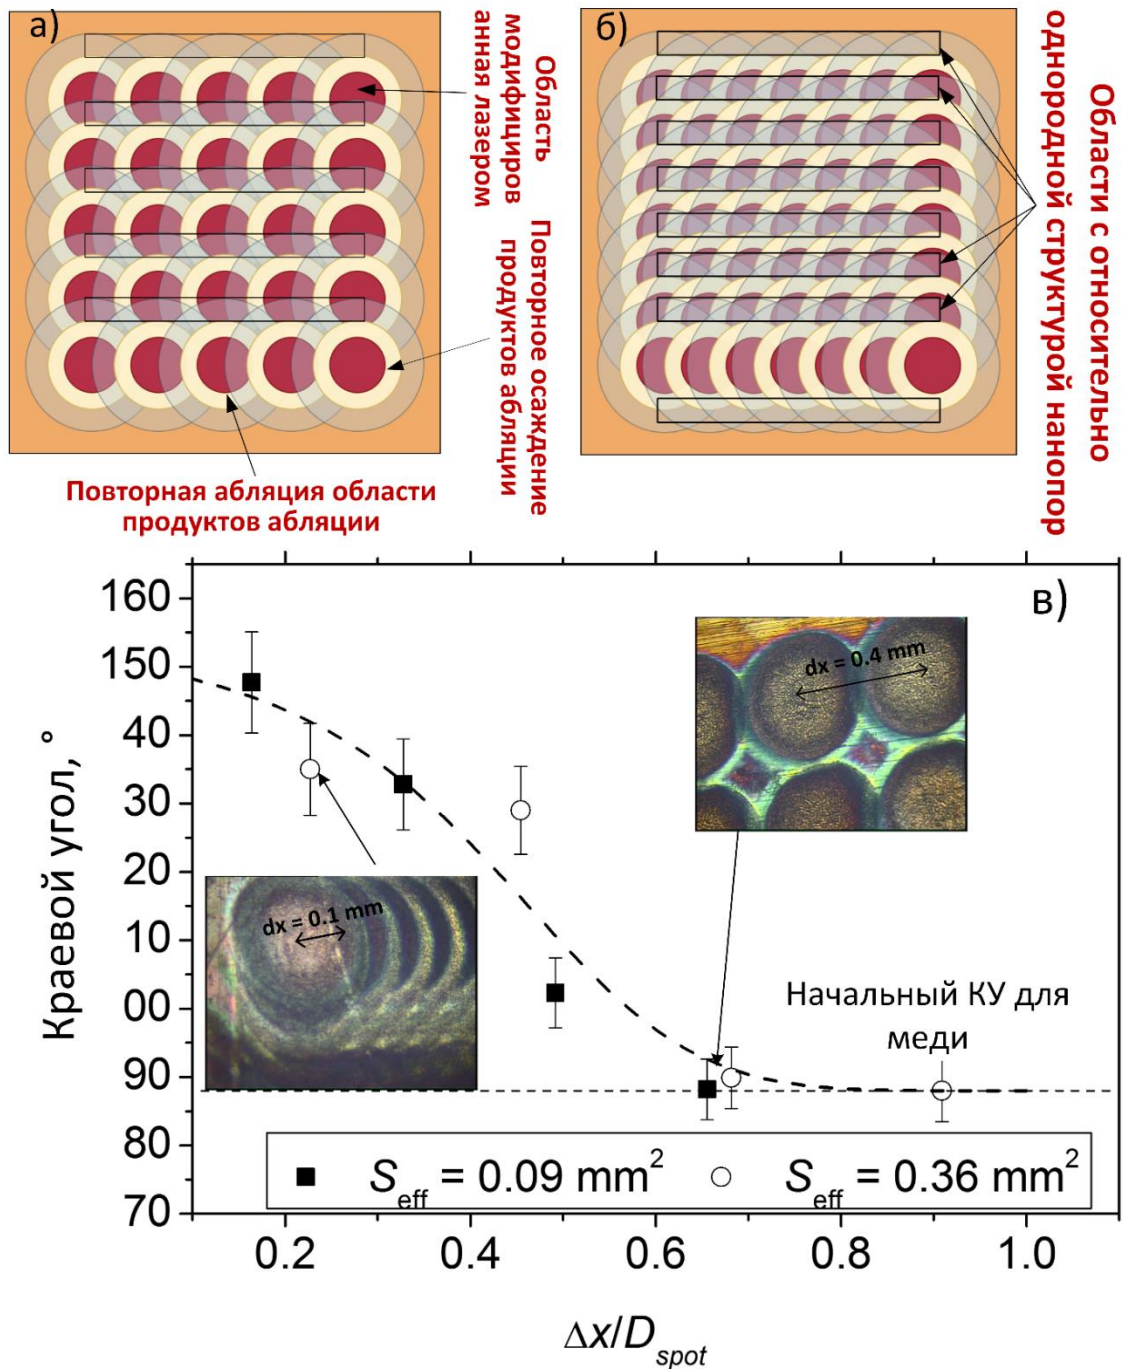 а)
Область
модифициров
анная лазером
Повторное осаждение
продуктов абляции
Повторная абляция области
продуктов абляции
б)
Области с относительно
однородной структурой нанопор
в)
160
150
40
30
20
10
00
90
80
70
Краевой угол, °
dx = 0.4 mm
dx = 0.1 mm
Начальный КУ для
меди
S eff = 0.09 mm²
S eff = 0.36 mm²
0.2
0.4
0.6
0.8
1.0
Δx/D spot